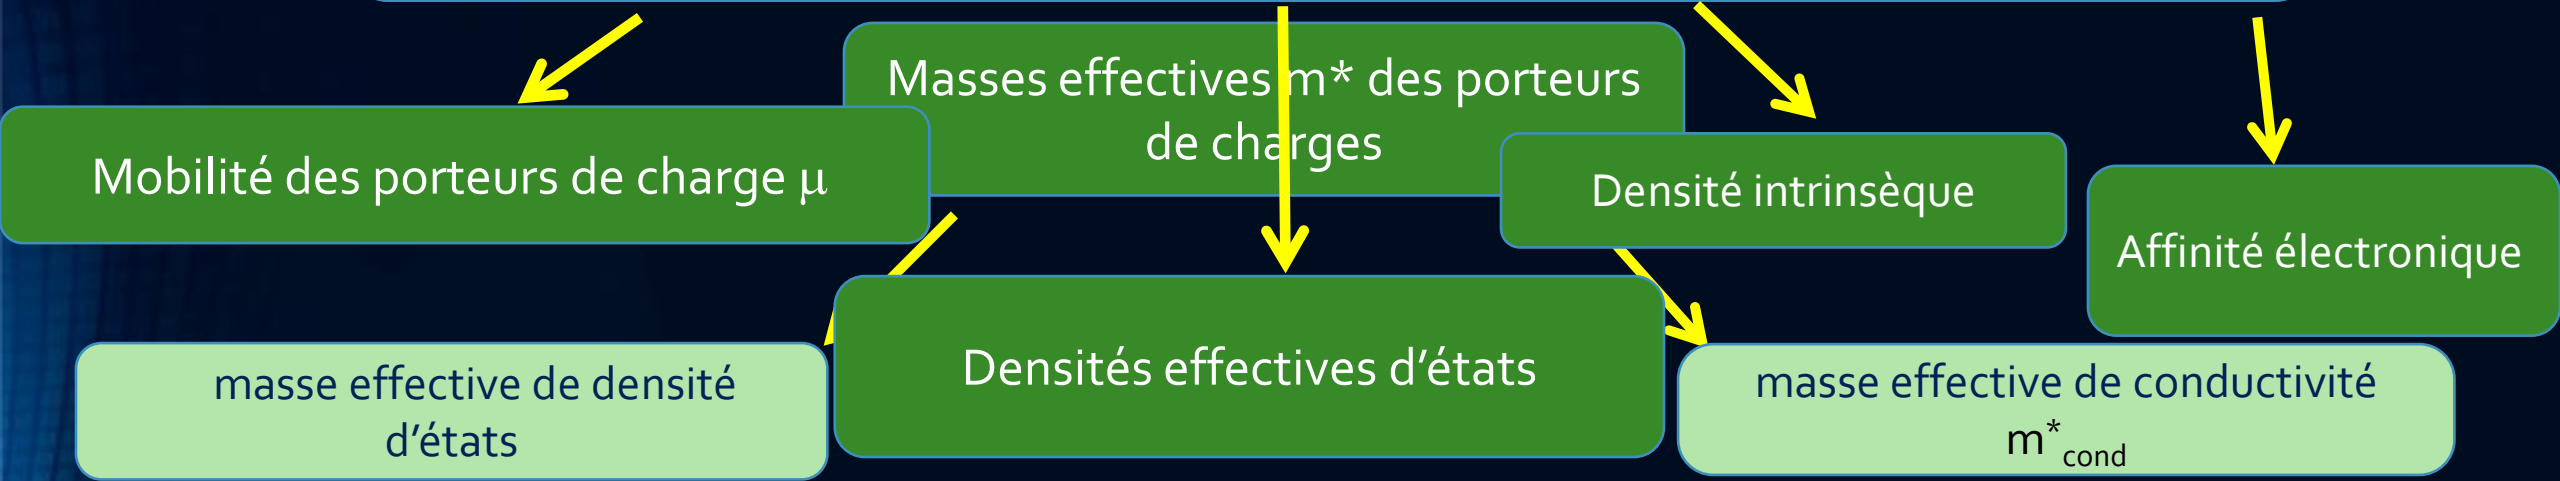 Masses effectives m* des porteurs
de charges
Mobilité des porteurs de charge μ
Densité intrinsèque
Affinité électronique
Densités effectives d’états
masse effective de densité
d’états
masse effective de conductivité
m*cond